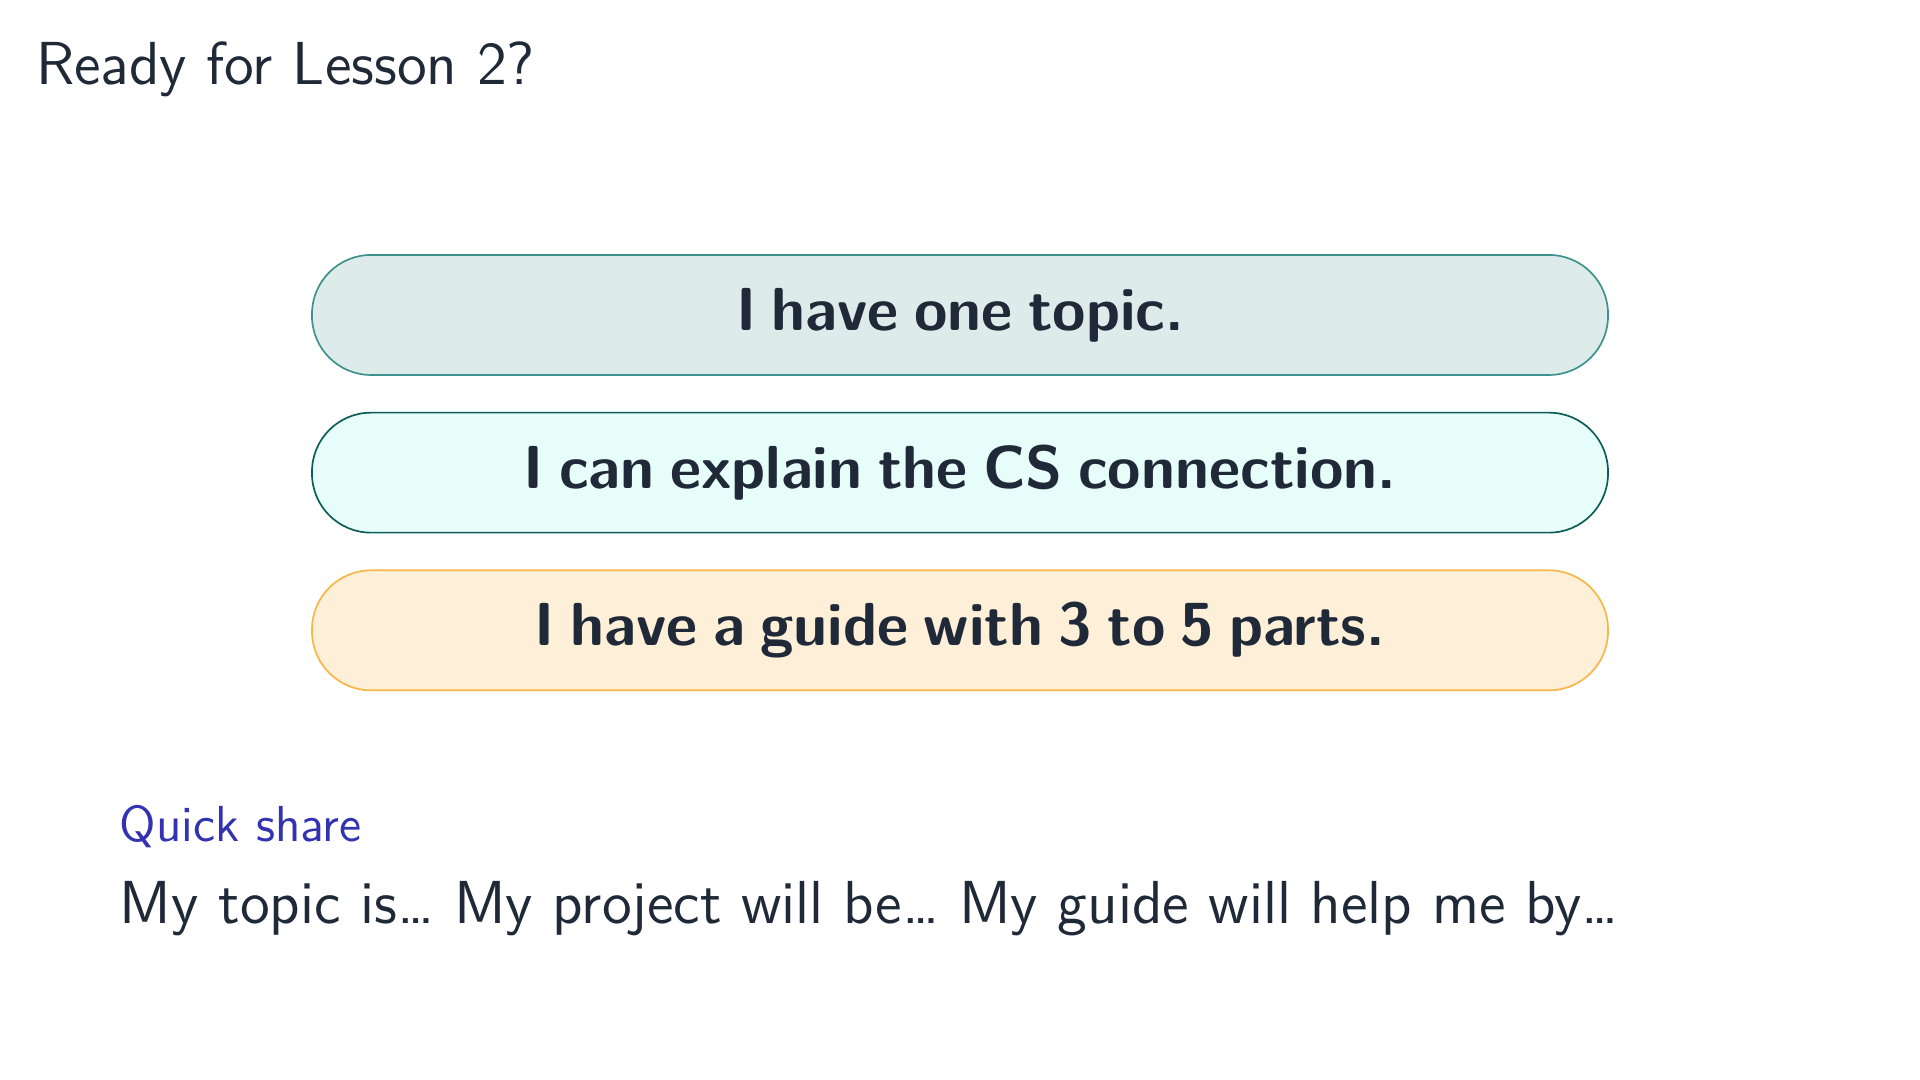 Ready for Lesson 2?
I have one topic.
I can explain the CS connection.
I have a guide with 3 to 5 parts.
Quick share
My topic is… My project will be… My guide will help me by…